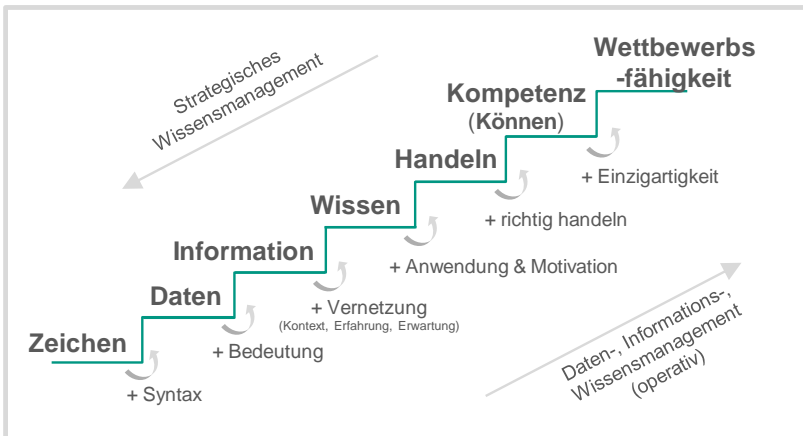 Wettbewerbs
-fähigkeit
Strategisches
Wissensmanagement
Kompetenz
(Können)
Handeln
+ Einzigartigkeit
Wissen
+ richtig handeln
Information
+ Anwendung & Motivation
Daten
+ Vernetzung
(Kontext, Erfahrung, Erwartung)
Zeichen
+ Bedeutung
+ Syntax
Daten-, Informations-,
Wissensmanagement
(operativ)